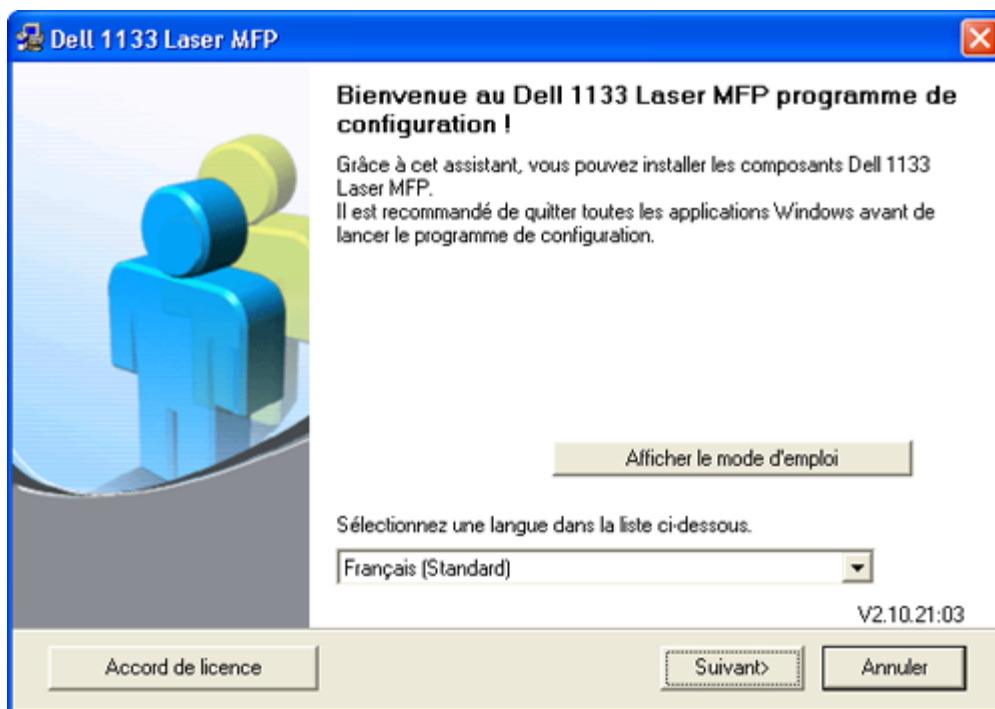 Dell 1133 Laser MFP
Bienvenue au Dell 1133 Laser MFP programme de
configuration !
Grâce à cet assistant, vous pouvez installer les composants Dell 1133
Laser MFP.
Il est recommandé de quitter toutes les applications Windows avant de
lancer le programme de configuration.
Afficher le mode d'emploi
Sélectionnez une langue dans la liste ci-dessous.
Français (Standard)
V2.10.21:03
Accord de licence
Suivant>
Annuler